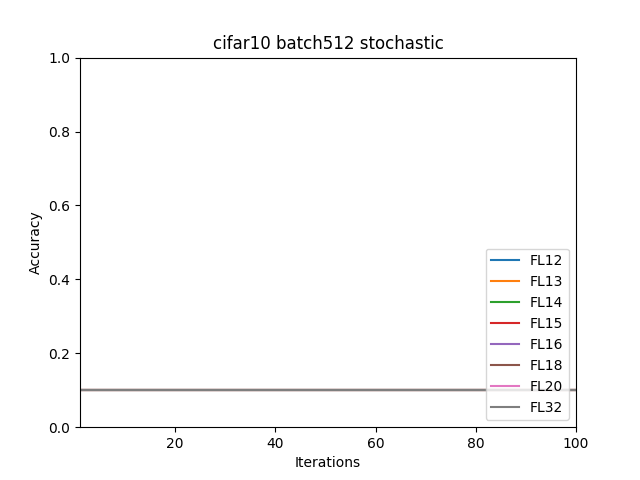 cifar10 batch512 stochastic
1.0
0.8
0.6
0.4
0.2
0.0
Accuracy
FL12
FL13
FL14
FL15
FL16
FL18
FL20
FL32
20 40 60 80 100
Iterations